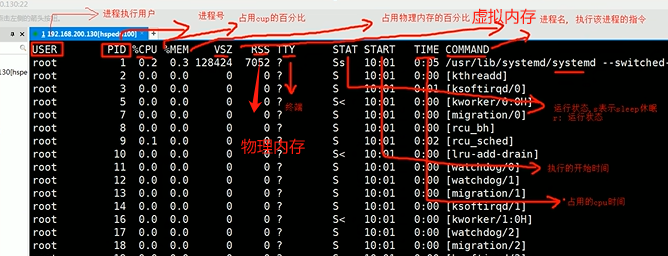 0.130:22
进程执行用户 进程号 占用cup的百分比 占用物理内存的百分比 虚拟内存 进程名, 执行该进程的指令
1 192.168.200.130[hsped 100]
USER PID %CPU %MEM VSZ RSS TTY STAT START TIME COMMAND
root 1 0.2 0.3 128424 7052 ? Ss 10:01 /usr/lib/systemd/systemd --switched-
root 2 0.0 0.0 0 0 ? S 10:01 0:00 [kthreadd]
root 3 0.0 0.0 0 0 ? S 10:01 0:01 [ksoftirqd/0]
root 5 0.0 0.0 0 0 ? S< 10:01 0:00 [kworker/0:0H]
root 7 0.0 0.0 0 0 ? S 10:01 0:00 [migration/0]
root 8 0.0 0.0 0 0 ? S 10:01 0:00 [rcu_bh]
root 9 0.1 0.0 0 0 ? S 10:01 0:02 [rcu_sched]
root 10 0.0 0.0 0 0 ? S< 10:01 0:00 [lru-add-drain]
root 11 0.0 0.0 0 0 ? S 10:01 0:00 [watchdog/0]
root 12 0.0 0.0 0 0 ? S 10:01 0:00 [watchdog/1]
root 13 0.0 0.0 0 0 ? S 10:01 0:00 [migration/1]
root 14 0.0 0.0 0 0 ? S 10:01 0:00 [ksoftirqd/1]
root 16 0.0 0.0 0 0 ? S< 10:01 0:00 [kworker/1:0H]
root 17 0.0 0.0 0 0 ? S 10:01 0:00 [watchdog/2]
root 18 0.0 0.0 0 0 ? S 10:01 0:00 [migration/2]
终端
物理内存
运行状态,s表示sleep休眠
r: 运行状态
执行的开始时间
占用的cpu时间